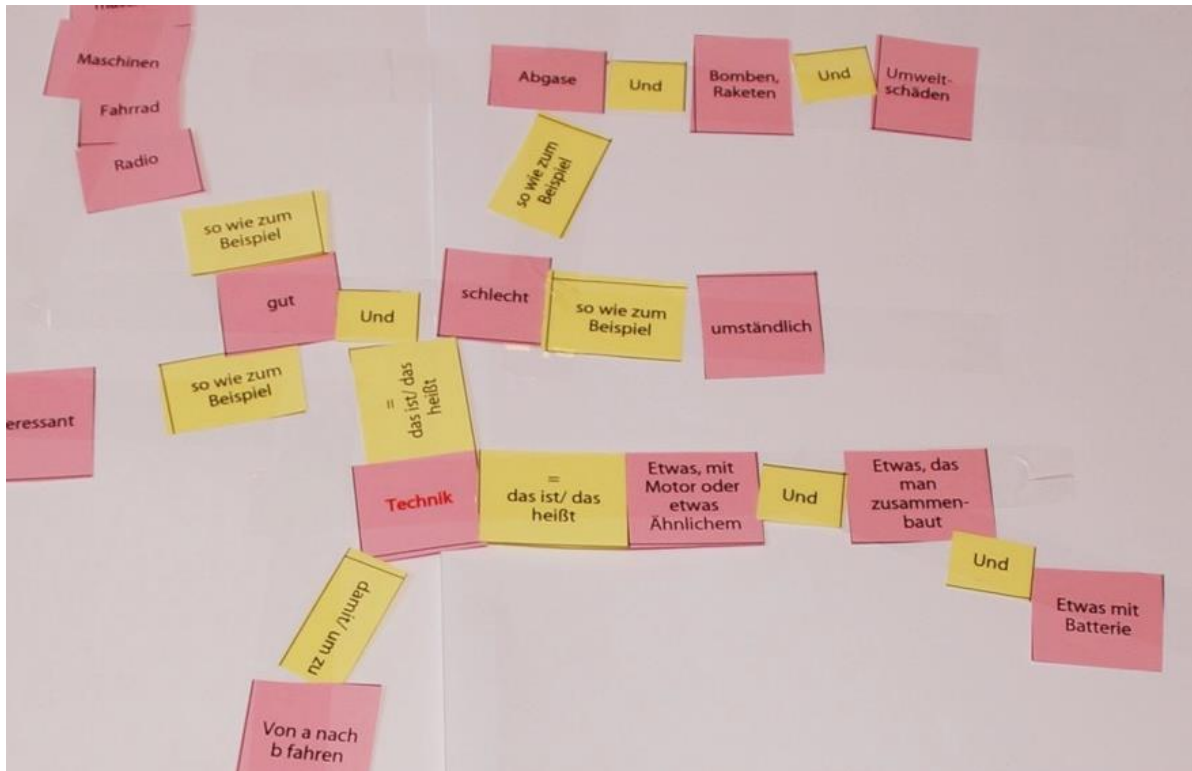 Maschinen
Fahrrad
Radio
so wie zum
Beispiel
gut
Und
schlecht
so wie zum
Beispiel
umständlich
so wie zum
Beispiel
Abgase
Und
Bomben,
Raketen
Und
Umwelt-
schäden
so wie zum
Beispiel
eressant
=
das ist/ das
heißt
Technik
=
das ist/ das
heißt
Etwas, mit
Motor oder
etwas
Ähnlichem
Und
Etwas, das
man
zusammen-
baut
Und
Etwas mit
Batterie
damit/ um zu
Von a nach
b fahren